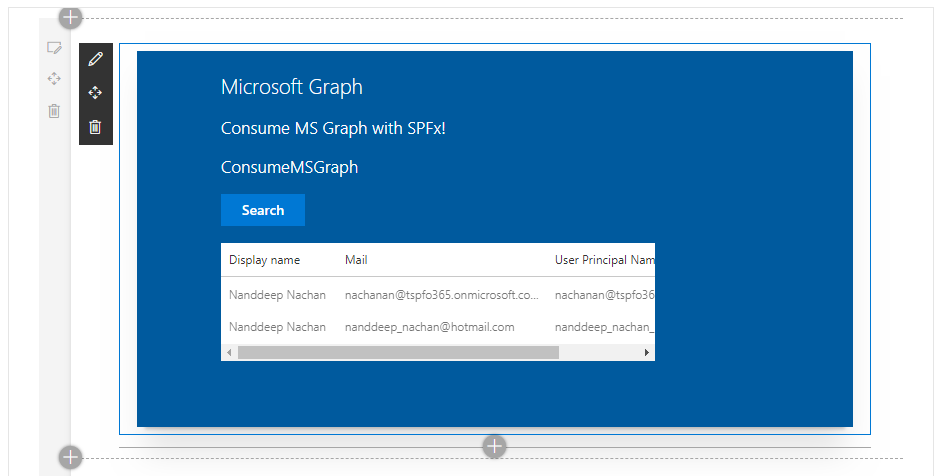 Microsoft Graph
Consume MS Graph with SPFx!
ConsumeMSGraph
Search
Display name Mail User Principal Nam
Nanddeep Nachan nachanan@tspfo365.onmicrosoft.co... nachanan@tspfo36
Nanddeep Nachan nanddeep_nachan@hotmail.com nanddeep_nachan_